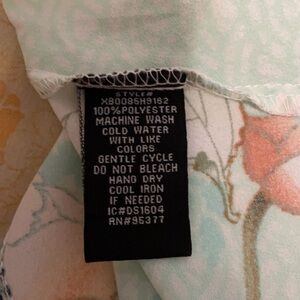 STYLE#
XB0086H9182
100%POLYESTER
MACHINE WASH
COLD WATER
WITH LIKE
COLORS
GENTLE CYCLE
DO NOT BLEACH
HANG DRY
COOL IRON
IF NEEDED
IC#DS1604
RN#95377